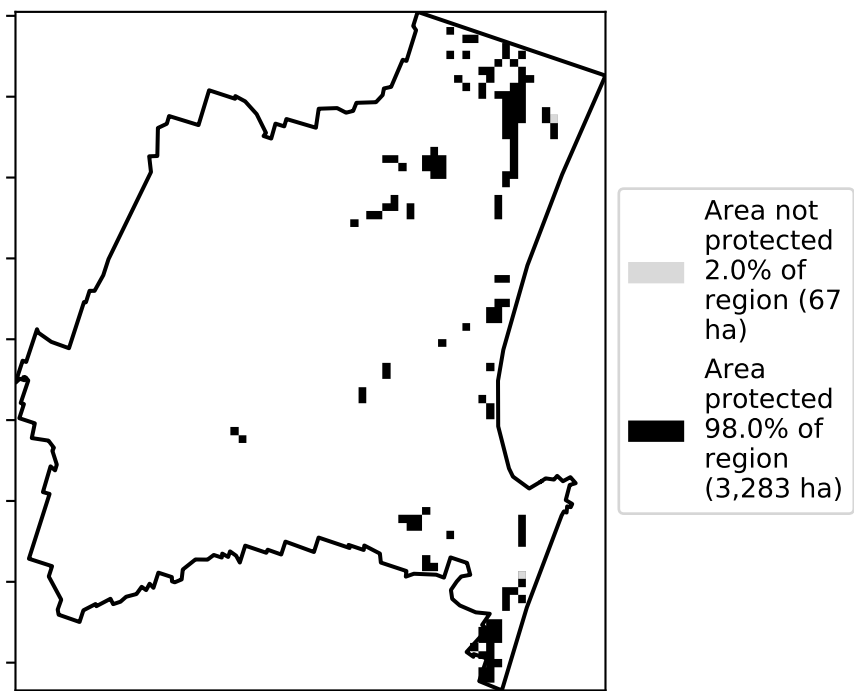 Area not
protected
2.0% of
region (67
ha)
Area
protected
98.0% of
region
(3,283 ha)